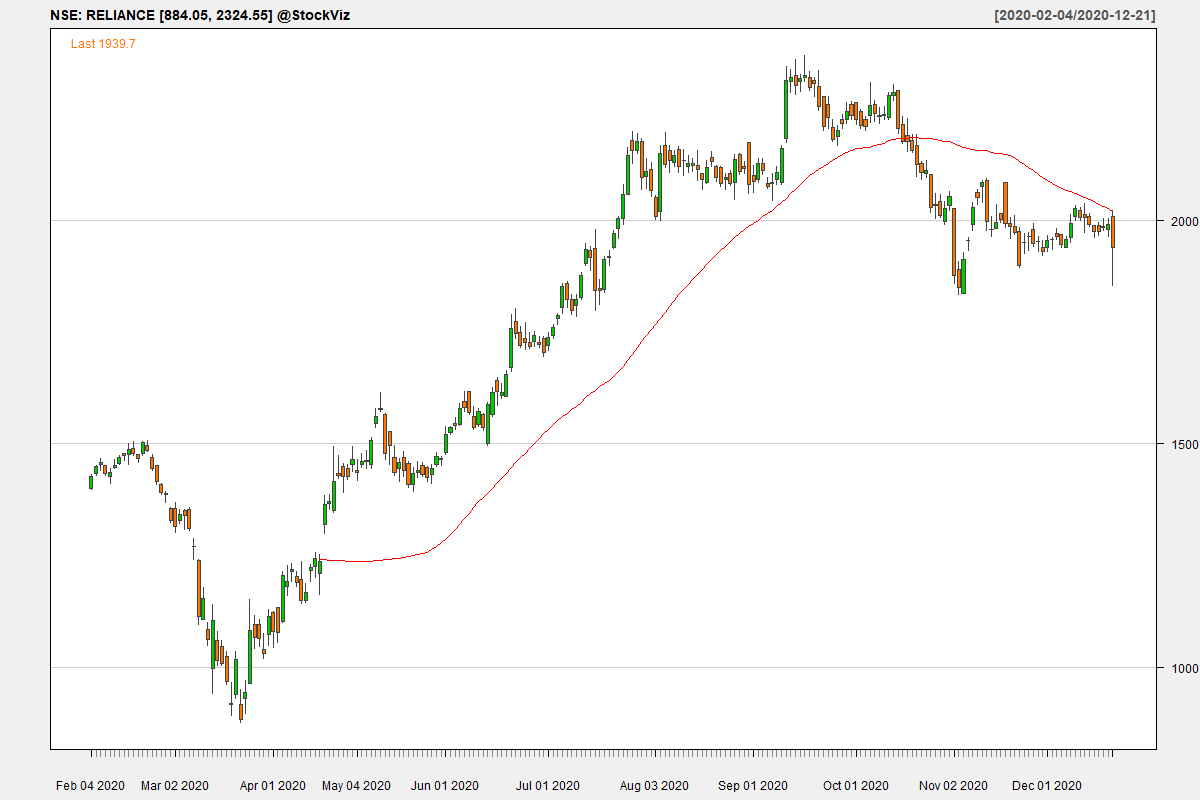 NSE: RELIANCE [884.05, 2324.55] @StockViz
[2020-02-04/2020-12-21]
Last 1939.7
2000
1500
1000
Feb 04 2020 Mar 02 2020 Apr 01 2020 May 04 2020 Jun 01 2020 Jul 01 2020 Aug 03 2020 Sep 01 2020 Oct 01 2020 Nov 02 2020 Dec 01 2020